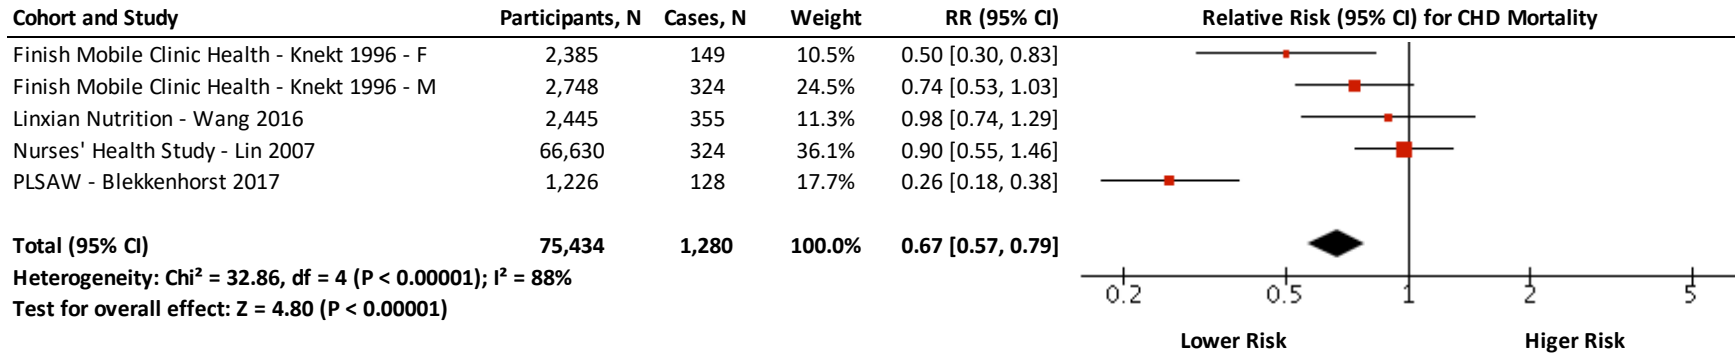 Cohort and Study Participants, N Cases, N Weight RR (95% CI) Relative Risk (95% CI) for CHD Mortality
Finish Mobile Clinic Health - Knekt 1996 - F 2,385 149 10.5% 0.50 [0.30, 0.83]
Finish Mobile Clinic Health - Knekt 1996 - M 2,748 324 24.5% 0.74 [0.53, 1.03]
Linxian Nutrition - Wang 2016 2,445 355 11.3% 0.98 [0.74, 1.29]
Nurses' Health Study - Lin 2007 66,630 324 36.1% 0.90 [0.55, 1.46]
PLSAW - Blekkenhorst 2017 1,226 128 17.7% 0.26 [0.18, 0.38]
Total (95% CI) 75,434 1,280 100.0% 0.67 [0.57, 0.79]
Heterogeneity: Chi² = 32.86, df = 4 (P < 0.00001); I² = 88%
Test for overall effect: Z = 4.80 (P < 0.00001)
0.2 0.5 1 2 5
Lower Risk Higer Risk